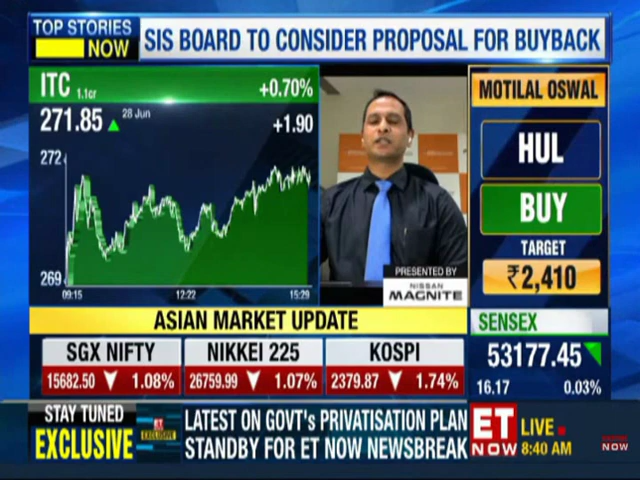 TOP STORIES
NOW
SIS BOARD TO CONSIDER PROPOSAL FOR BUYBACK
ITC 1.1cr +0.70%
271.85 28 Jun +1.90
272
269
09:15 12:22 15:29
PRESENTED BY
NISSAN
MAGNITE
MOTILAL OSWAL
HUL
BUY
TARGET
₹2,410
ASIAN MARKET UPDATE
SGX NIFTY NIKKEI 225 KOSPI
15682.50 1.08% 26759.99 1.07% 2379.87 1.74%
SENSEX
53177.45
16.17 0.03%
STAY TUNED
EXCLUSIVE
ET
EXCLUSIVE
LATEST ON GOVT's PRIVATISATION PLAN
STANDBY FOR ET NOW NEWSBREAK
ET
NOW
LIVE
8:40 AM
NOW